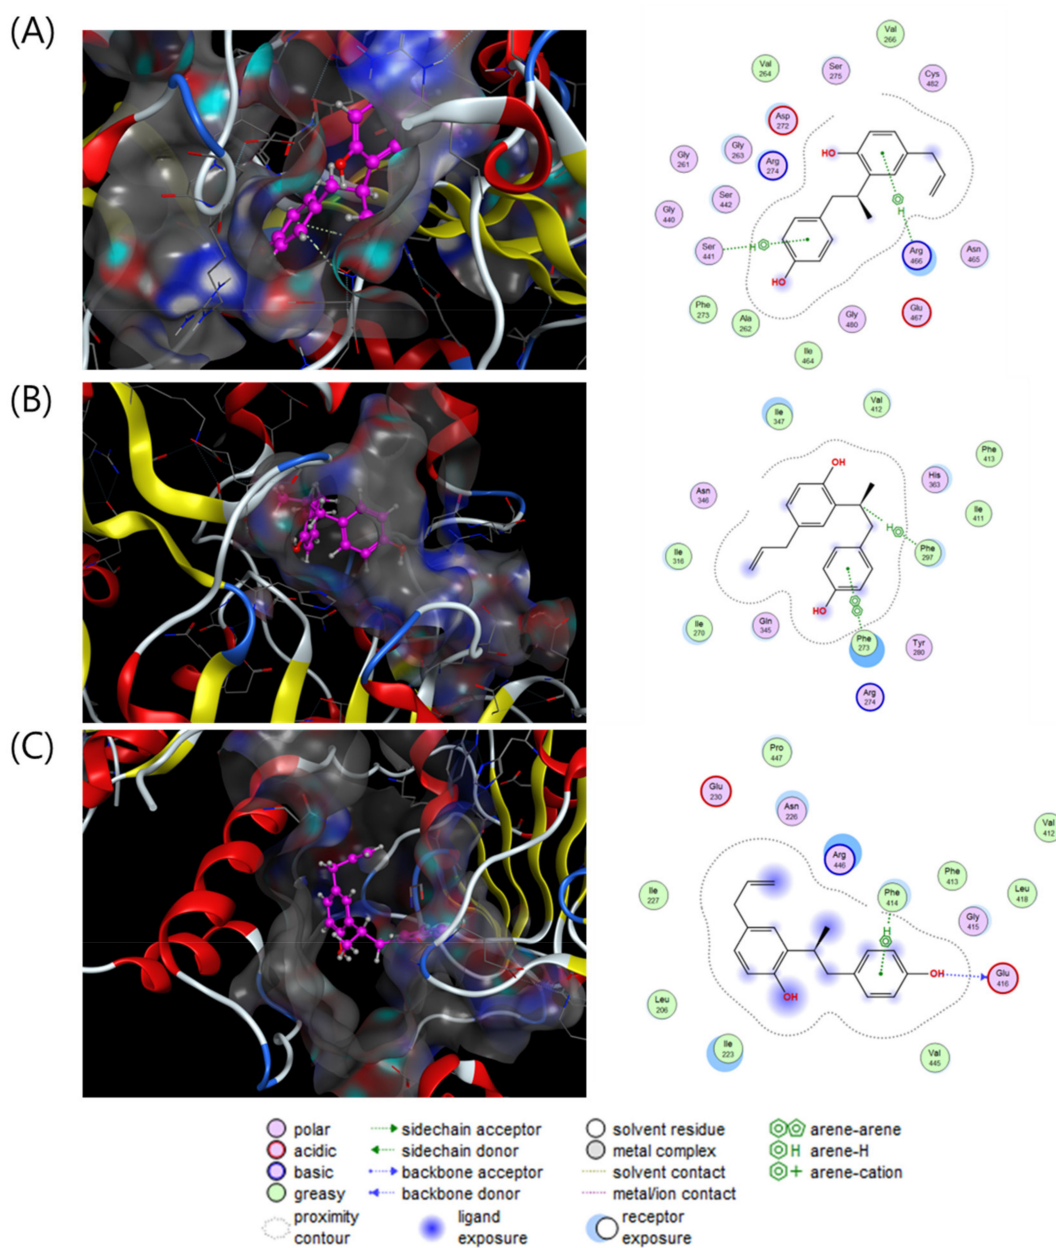 (A)
Val
266
Val
264
Ser
275
Cys
482
Asp
272
HO
Gly
261
Gly
263
Arg
274
Ser
442
Gly
440
H
Ser
441
H
Arg
466
Asn
465
HO
Phe
273
Ala
262
Gly
480
Glu
467
Ile
464
(B)
Ile
347
Val
412
OH
Phe
413
Asn
346
His
363
Ile
411
H
Ile
316
Phe
297
HO
Ile
270
Gln
345
Phe
273
Tyr
280
Arg
274
(C)
Pro
447
Glu
230
Asn
226
Val
412
Arg
446
Phe
413
Ile
227
Phe
414
Leu
418
Gly
415
H
OH
Glu
416
OH
Leu
206
Ile
223
Val
445
polar
sidechain acceptor
solvent residue
arene-arene
acidic
sidechain donor
metal complex
H
arene-H
basic
backbone acceptor
solvent contact
+
arene-cation
greasy
backbone donor
metal/ion contact
proximity
contour
ligand
exposure
receptor
exposure